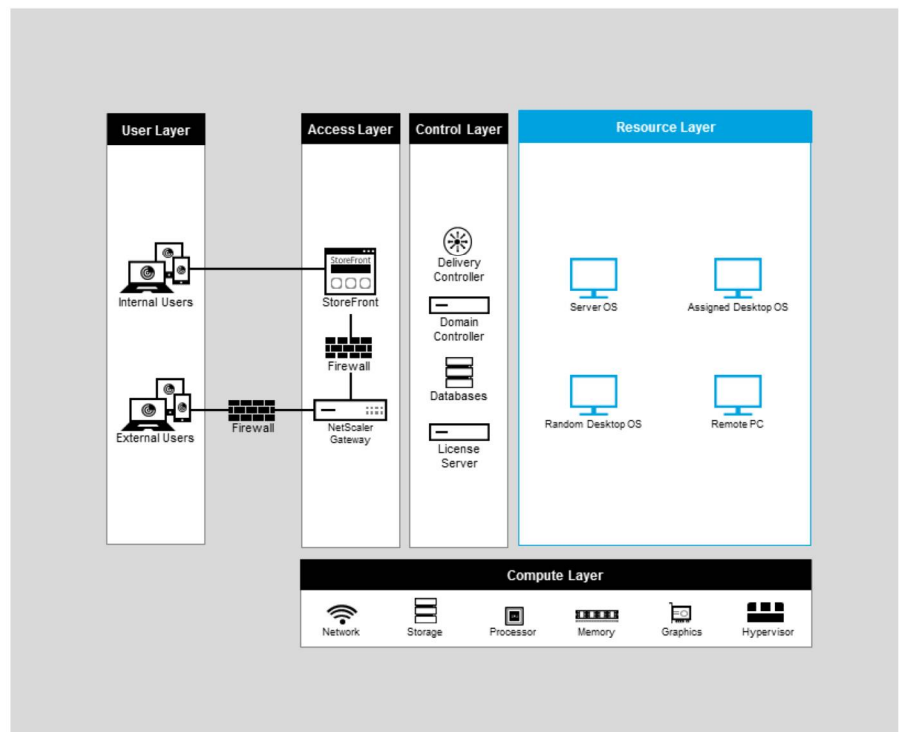 User Layer
Internal Users
External Users
Firewall
Access Layer
StoreFront
StoreFront
Firewall
NetScaler
Gateway
Control Layer
Delivery
Controller
Domain
Controller
Databases
License
Server
Resource Layer
Server OS
Assigned Desktop OS
Random Desktop OS
Remote PC
Compute Layer
Network
Storage
Processor
Memory
Graphics
Hypervisor